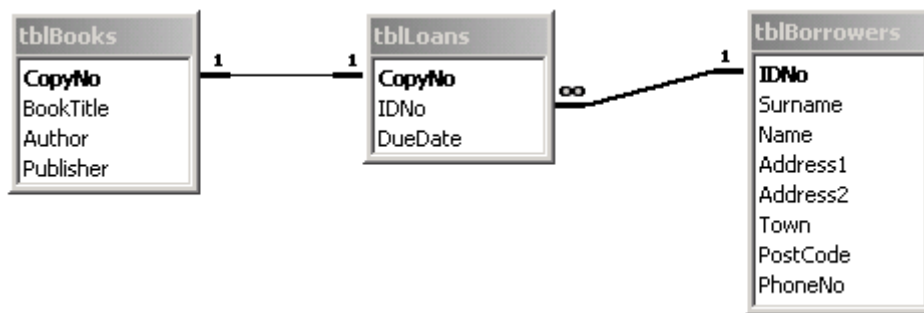 tblBooks
CopyNo
BookTitle
Author
Publisher
1
1
tblLoans
CopyNo
IDNo
DueDate
∞
1
tblBorrowers
IDNo
Surname
Name
Address1
Address2
Town
PostCode
PhoneNo